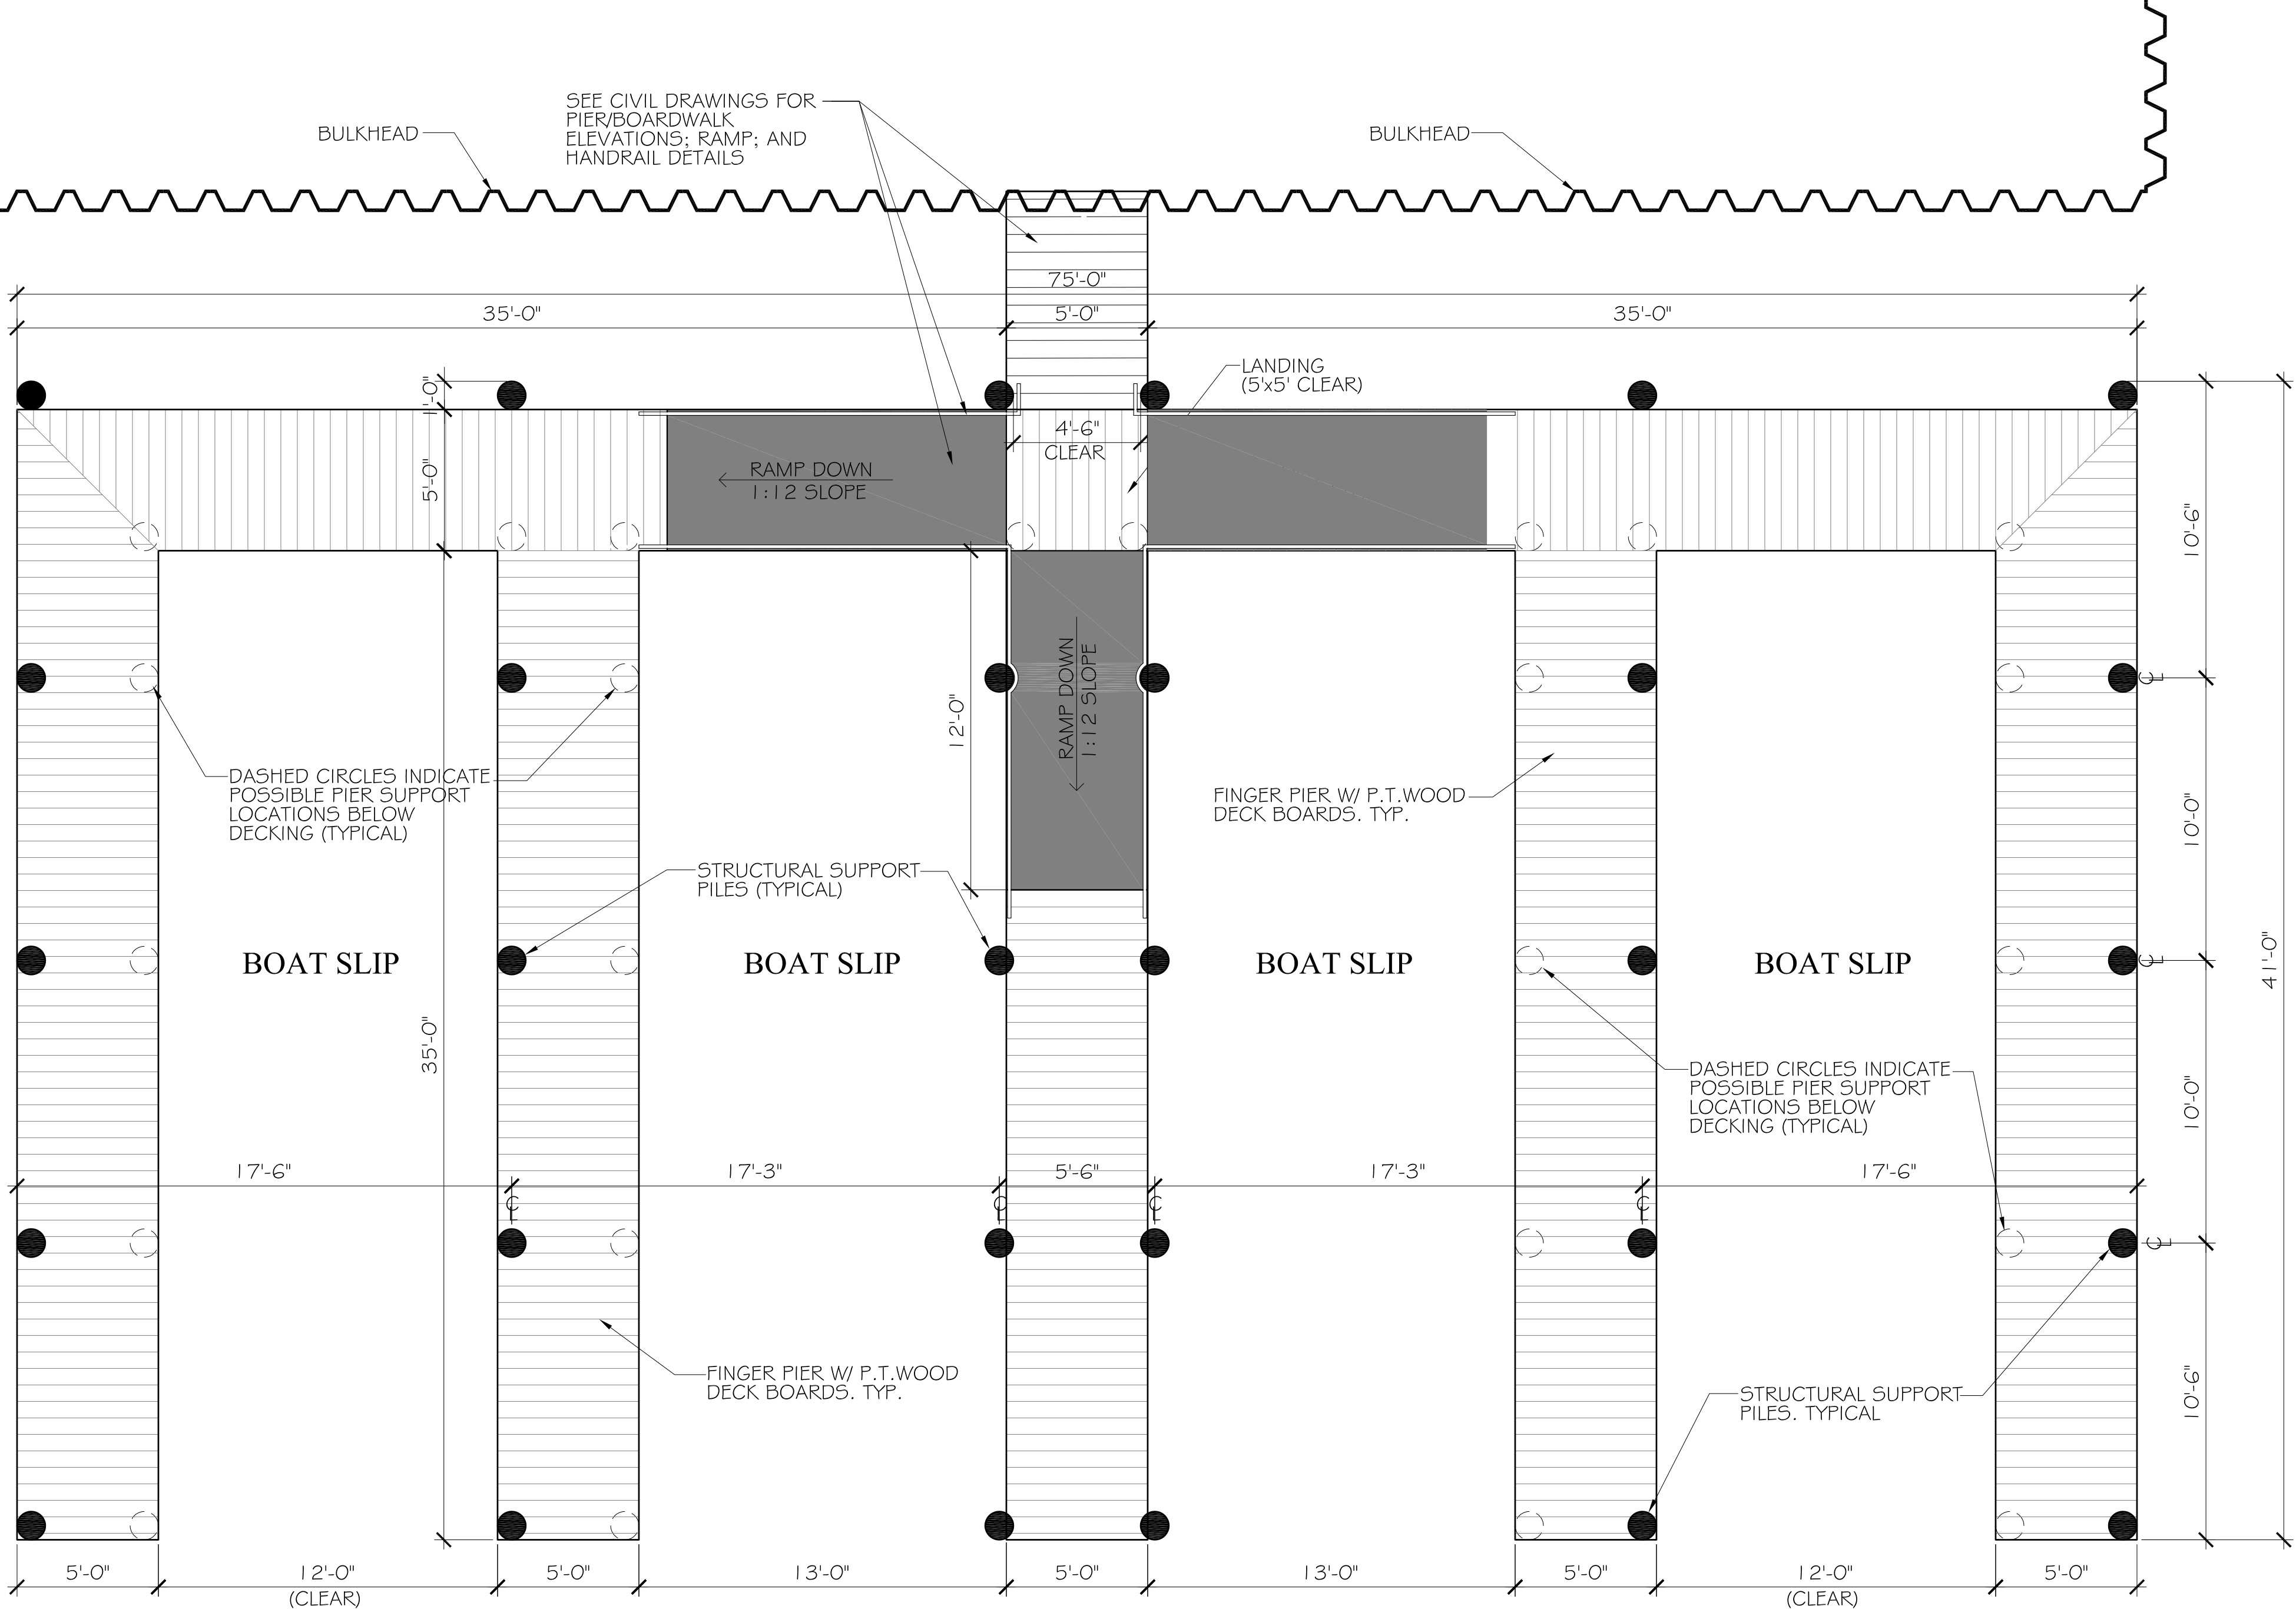 SEE CIVIL DRAWINGS FOR
PIER/BOARDWALK
ELEVATIONS; RAMP; AND
HANDRAIL DETAILS
BULKHEAD
BULKHEAD
75'-0"
35'-0"
5'-0"
35'-0"
LANDING
(5'x5' CLEAR)
1'-0"
5'-0"
4'-6"
CLEAR
RAMP DOWN
1:12 SLOPE
10'-6"
RAMP DOWN
1:12 SLOPE
12'-0"
CL
DASHED CIRCLES INDICATE
POSSIBLE PIER SUPPORT
LOCATIONS BELOW
DECKING (TYPICAL)
FINGER PIER W/ P.T.WOOD
DECK BOARDS. TYP.
10'-0"
STRUCTURAL SUPPORT
PILES (TYPICAL)
BOAT SLIP
BOAT SLIP
BOAT SLIP
BOAT SLIP
CL
41'-0"
35'-0"
DASHED CIRCLES INDICATE
POSSIBLE PIER SUPPORT
LOCATIONS BELOW
DECKING (TYPICAL)
10'-0"
17'-6"
17'-3"
5'-6"
17'-3"
17'-6"
CL
CL
CL
CL
CL
FINGER PIER W/ P.T.WOOD
DECK BOARDS. TYP.
STRUCTURAL SUPPORT
PILES. TYPICAL
10'-6"
5'-0"
12'-0"
(CLEAR)
5'-0"
13'-0"
5'-0"
13'-0"
5'-0"
12'-0"
(CLEAR)
5'-0"